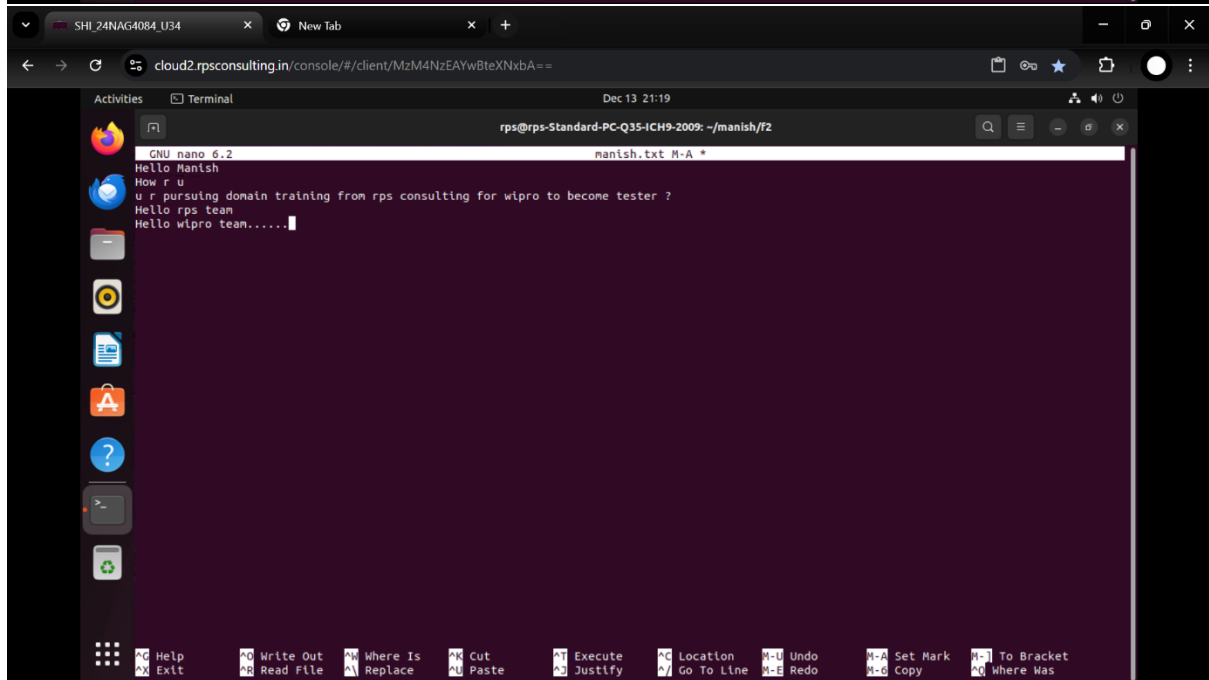 SHI_24NAG4084_U34 × New Tab × +
cloud2.rpsconsulting.in/console/#/client/MzM4NzEAYwBteXNxbA==
Activities Terminal Dec 13 21:19
rps@rps-Standard-PC-Q35-ICH9-2009: ~/manish/f2
GNU nano 6.2 manish.txt M-A *
Hello Manish
How r u
u r pursuing domain training from rps consulting for wipro to become tester ?
Hello rps team
Hello wipro team......
^G Help ^O Write Out ^W Where Is ^K Cut ^T Execute ^C Location M-U Undo M-A Set Mark M-] To Bracket
^X Exit ^R Read File ^\ Replace ^U Paste ^J Justify ^/ Go To Line M-E Redo M-6 Copy ^Q Where Was